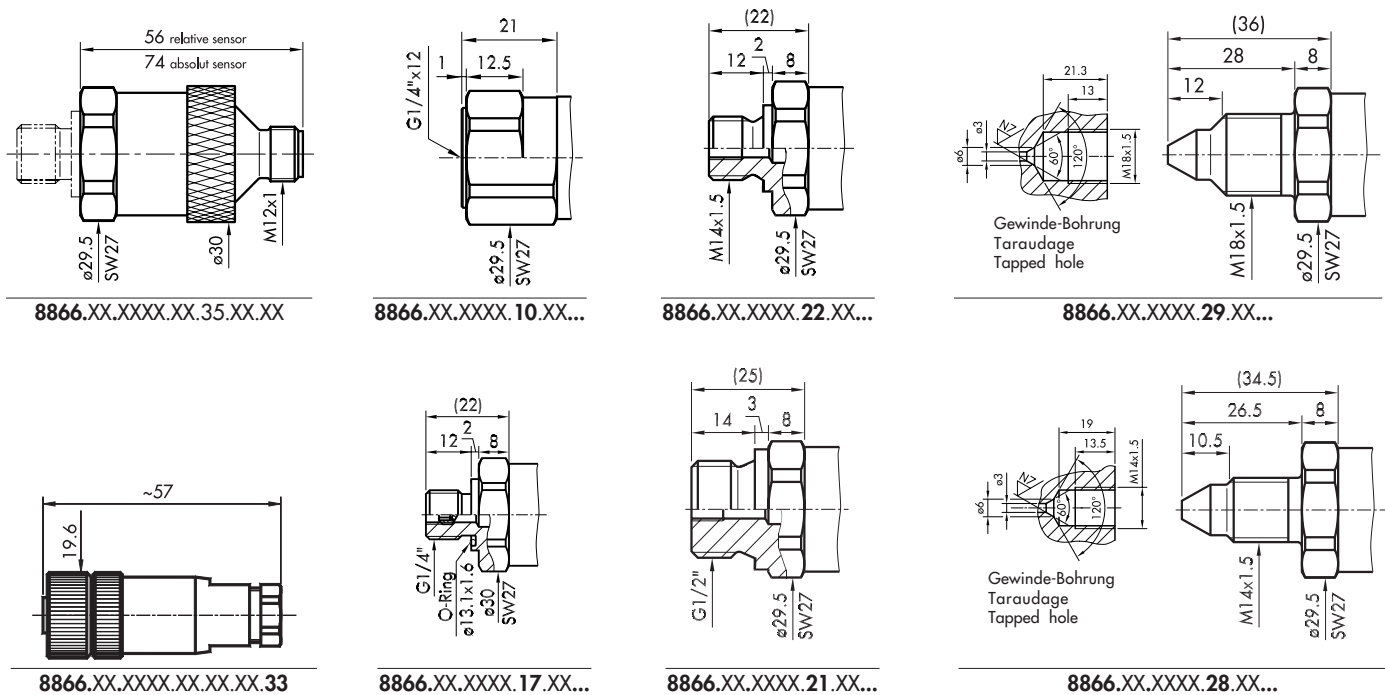 56 relative sensor
74 absolut sensor
ø29.5
SW27
ø30
M12x1
8866.XX.XXXX.XX.35.XX.XX
21
1
12.5
G1/4"x12
ø29.5
SW27
8866.XX.XXXX.10.XX...
(22)
2
12
8
M14x1.5
ø29.5
SW27
8866.XX.XXXX.22.XX...
(36)
28
8
12
21.3
13
ø3
ø6
N7
60°
120°
M18x1.5
Gewinde-Bohrung
Taraudage
Tapped hole
M18x1.5
ø29.5
SW27
8866.XX.XXXX.29.XX...
~57
19.6
8866.XX.XXXX.XX.XX.XX.33
(22)
2
12
8
G1/4"
O-Ring
ø13.1x1.6
ø30
SW27
8866.XX.XXXX.17.XX...
(25)
3
14
8
G1/2"
ø29.5
SW27
8866.XX.XXXX.21.XX...
(34.5)
26.5
8
10.5
19
13.5
ø3
ø6
N7
60°
120°
M14x1.5
Gewinde-Bohrung
Taraudage
Tapped hole
M14x1.5
ø29.5
SW27
8866.XX.XXXX.28.XX...